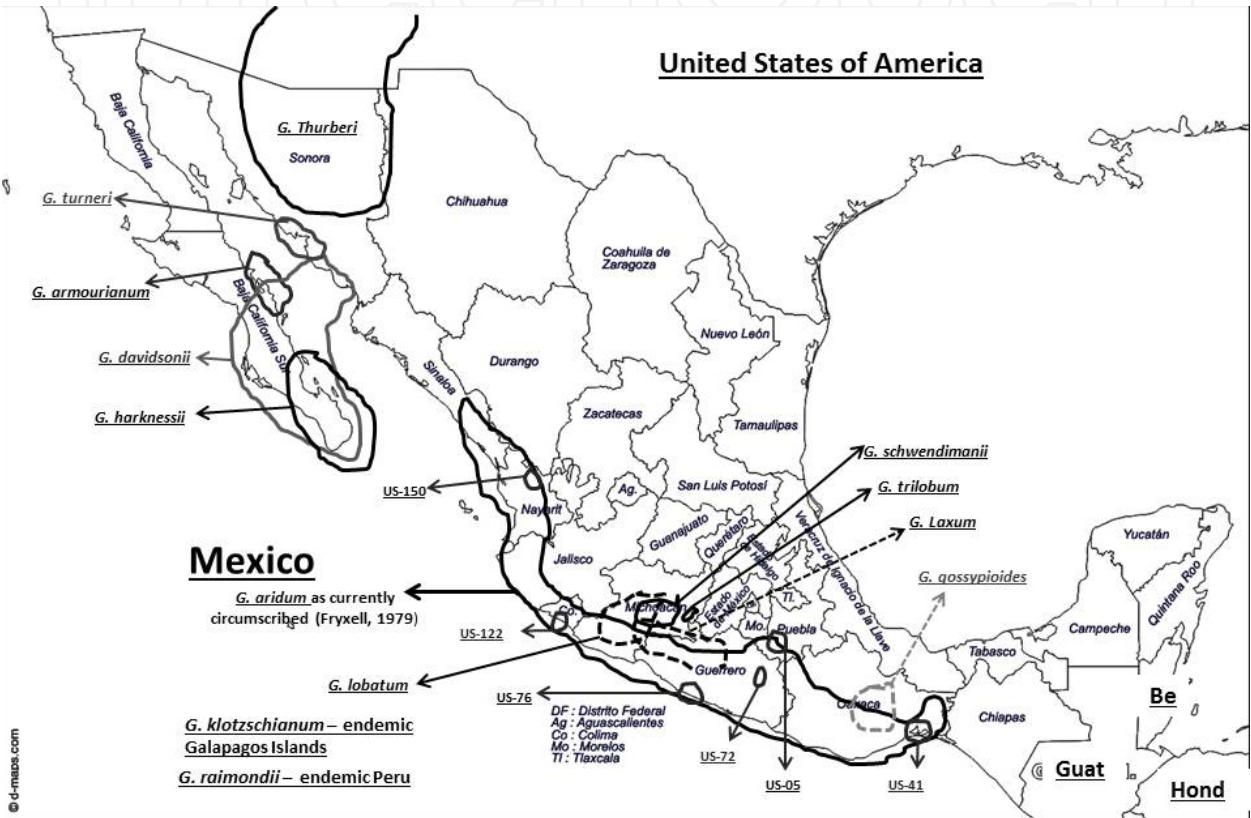 United States of America
Baja California
G. Thurberi
Sonora
Chihuahua
G. turneri
Coahuila de
Zaragoza
G. armourianum
Baja California Sur
Nuevo León
G. davidsonii
Durango
Sinaloa
G. harknessii
Zacatecas
Tamaulipas
G. schwendimanii
US-150
Ag.
San Luis Potosí
G. trilobum
Nayarit
G. Laxum
Guanajuato
Querétaro
Estado
de Hidalgo
Veracruz de Ignacio de la Llave
Yucatán
Mexico
Jalisco
G. gossypioides
Quintana Roo
G. aridum as currently
circumscribed (Fryxell, 1979)
Co.
Michoacán
Estado
de México
Tl.
Mo.
Puebla
Campeche
US-122
Tabasco
Guerrero
G. lobatum
US-76
Oaxaca
Chiapas
Be
DF : Distrito Federal
Ag : Aguascalientes
Co : Colima
Mo : Morelos
Tl : Tlaxcala
G. klotzschianum – endemic
Galapagos Islands
US-72
US-05
US-41
Guat
G. raimondii – endemic Peru
Hond
© d-maps.com